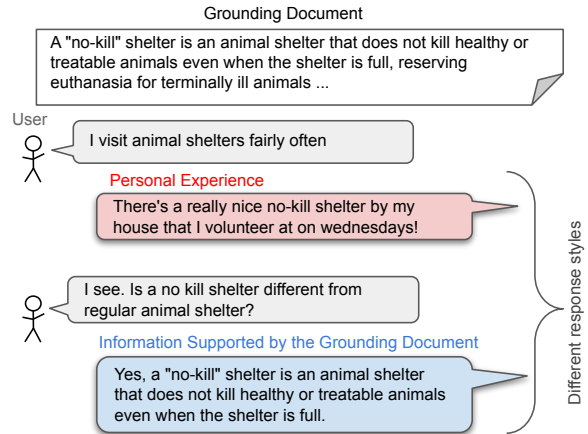 Grounding Document
A "no-kill" shelter is an animal shelter that does not kill healthy or
treatable animals even when the shelter is full, reserving
euthanasia for terminally ill animals ...
User
I visit animal shelters fairly often
Personal Experience
There's a really nice no-kill shelter by my
house that I volunteer at on wednesdays!
I see. Is a no kill shelter different from
regular animal shelter?
Information Supported by the Grounding Document
Yes, a "no-kill" shelter is an animal shelter
that does not kill healthy or treatable animals
even when the shelter is full.
Different response styles